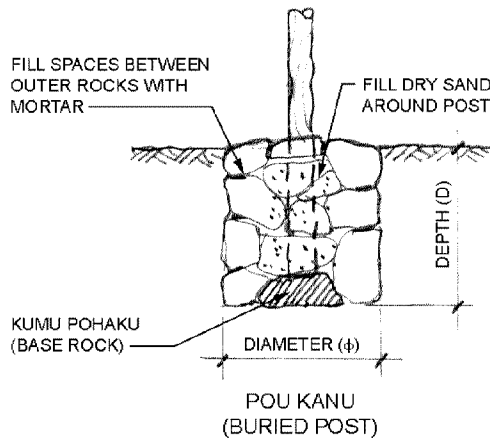 FILL SPACES BETWEEN
OUTER ROCKS WITH
MORTAR
FILL DRY SAND
AROUND POST
DEPTH (D)
KUMU POHAKU
(BASE ROCK)
DIAMETER (ϕ)
POU KANU
(BURIED POST)